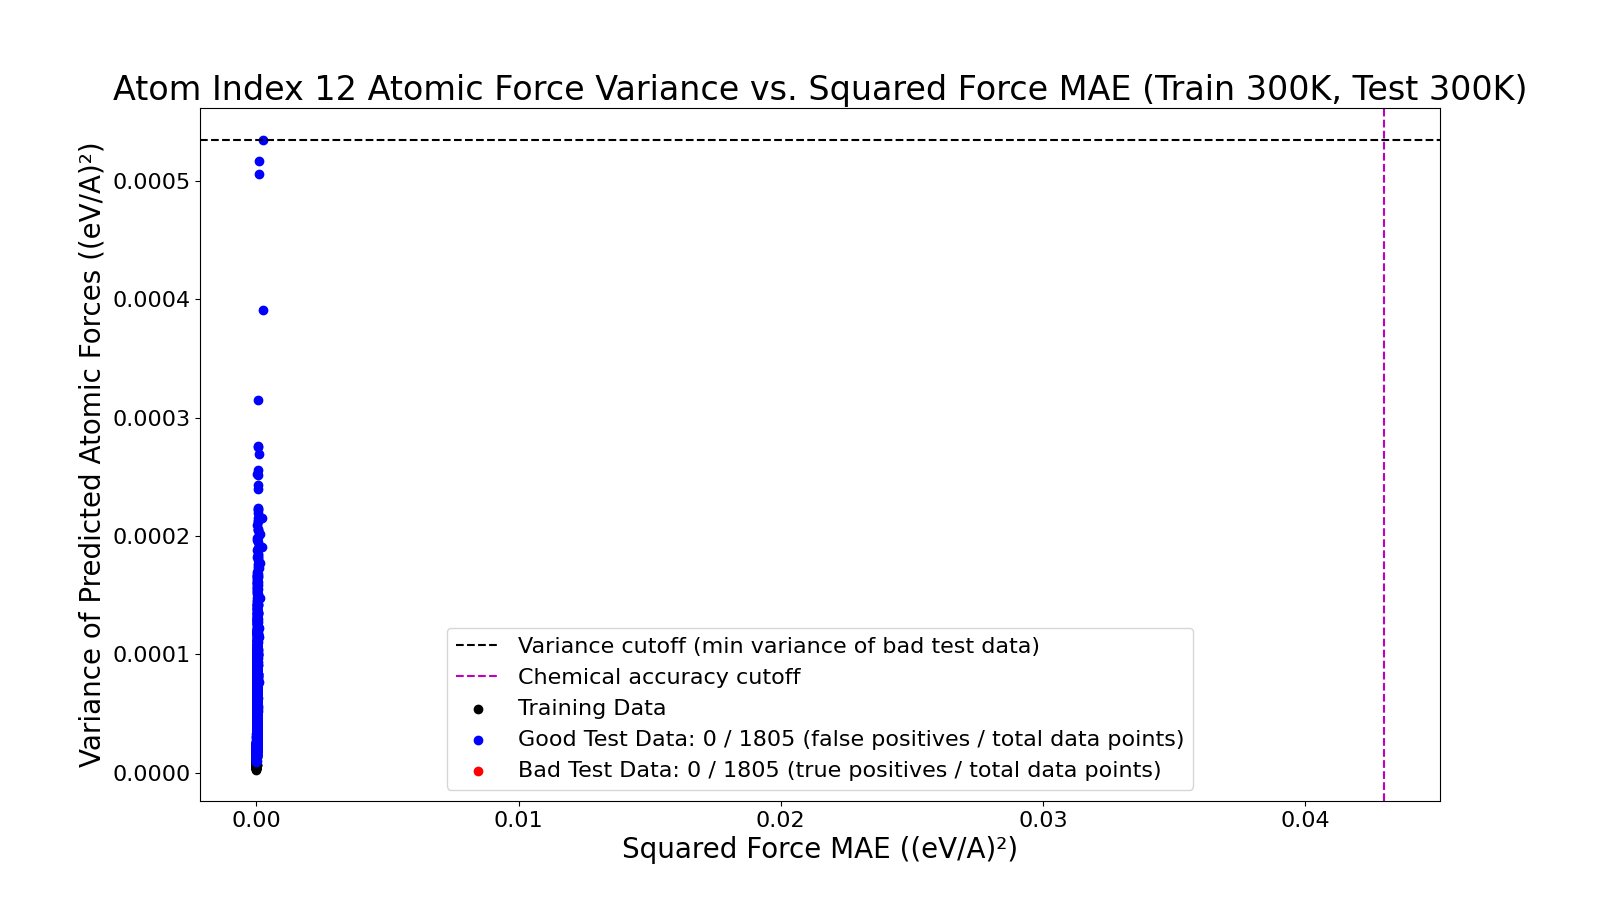 Atom Index 12 Atomic Force Variance vs. Squared Force MAE (Train 300K, Test 300K)
Variance of Predicted Atomic Forces ((eV/A)²)
0.0005
0.0004
0.0003
0.0002
0.0001
0.0000
Variance cutoff (min variance of bad test data)
Chemical accuracy cutoff
Training Data
Good Test Data: 0 / 1805 (false positives / total data points)
Bad Test Data: 0 / 1805 (true positives / total data points)
0.00 0.01 0.02 0.03 0.04
Squared Force MAE ((eV/A)²)